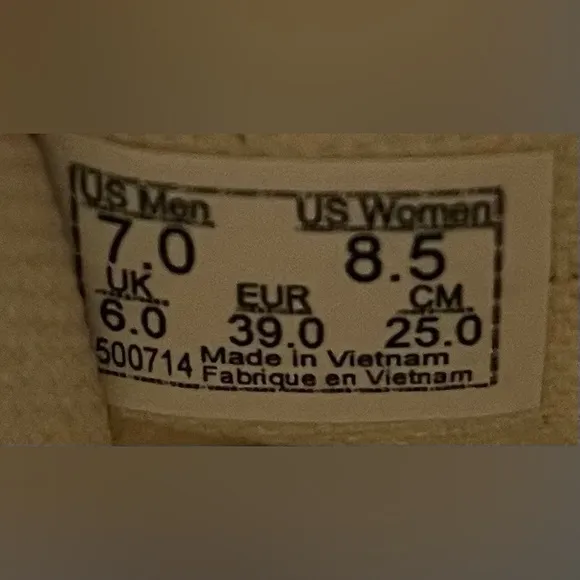 US Men US Women
7.0 8.5
UK EUR CM
6.0 39.0 25.0
500714 Made in Vietnam
Fabrique en Vietnam